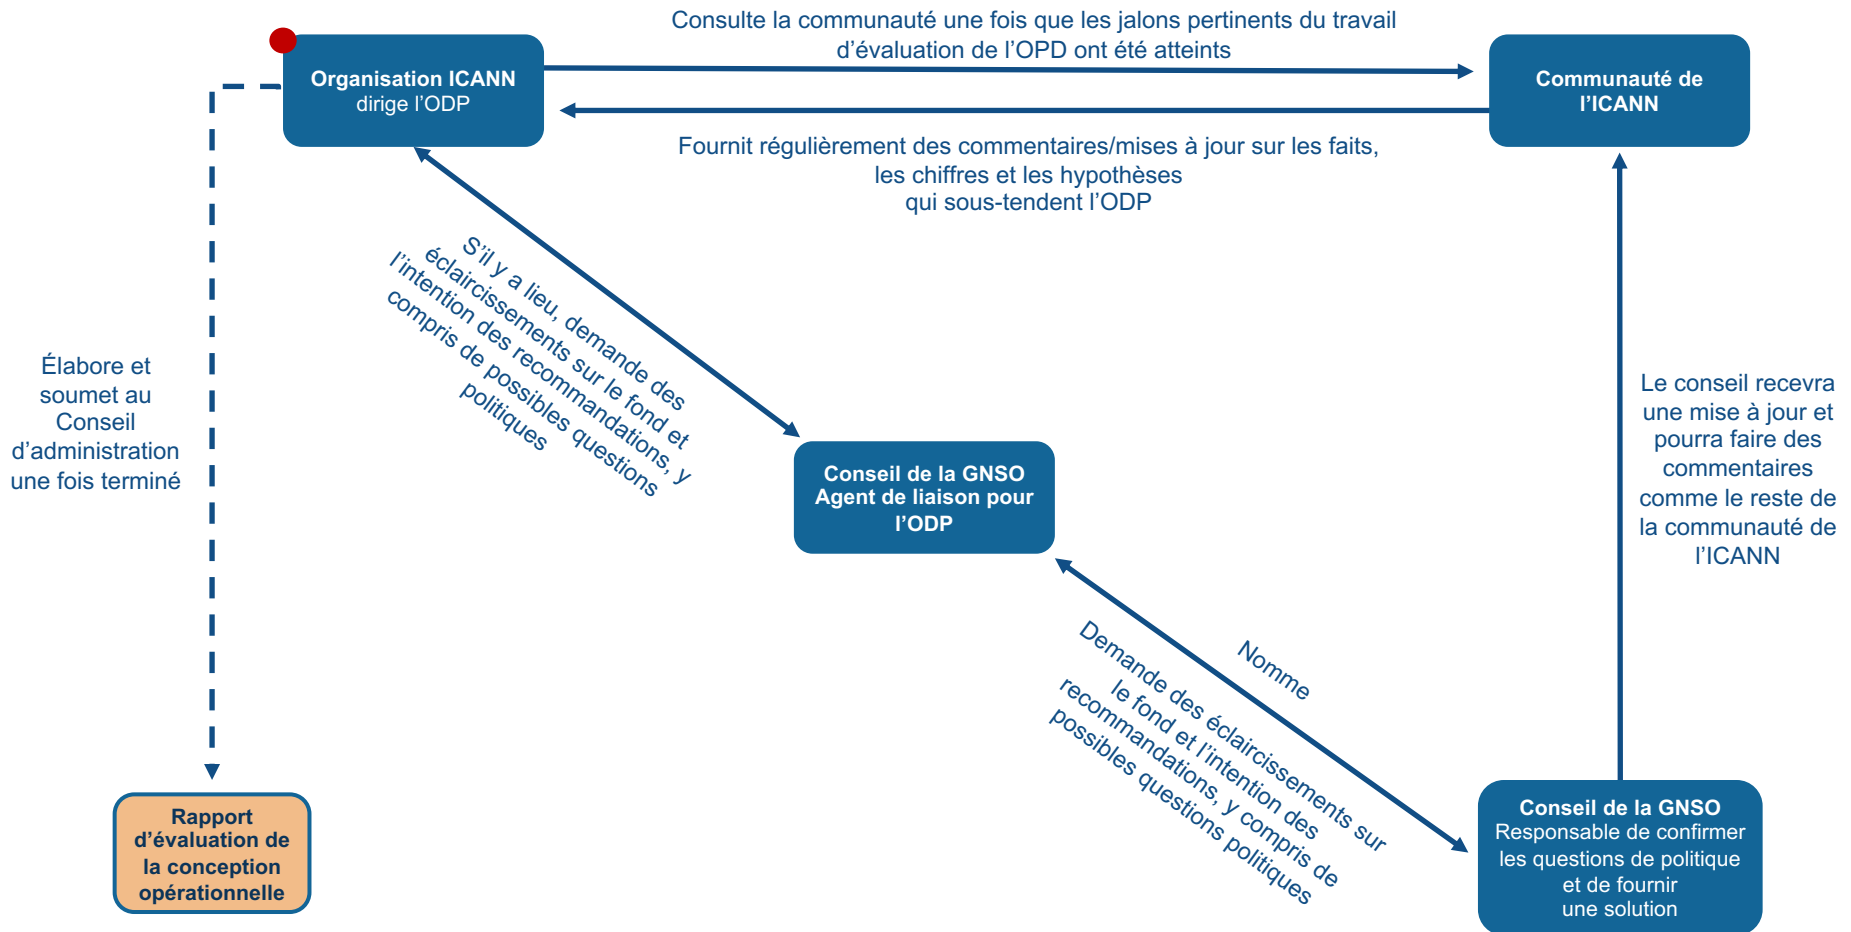 Consulte la communauté une fois que les jalons pertinents du travail
d’évaluation de l’OPD ont été atteints
Organisation ICANN
dirige l’ODP
Communauté de
l’ICANN
Fournit régulièrement des commentaires/mises à jour sur les faits,
les chiffres et les hypothèses
qui sous-tendent l’ODP
S’il y a lieu, demande des
éclaircissements sur le fond et
l’intention des recommandations, y
compris de possibles questions
politiques
Élabore et
soumet au
Conseil
d’administration
une fois terminé
Le conseil recevra
une mise à jour et
pourra faire des
commentaires
comme le reste de
la communauté de
l’ICANN
Conseil de la GNSO
Agent de liaison pour
l’ODP
Nomme
Demande des éclaircissements sur
le fond et l’intention des
recommandations, y compris de
possibles questions politiques
Rapport
d’évaluation de
la conception
opérationnelle
Conseil de la GNSO
Responsable de confirmer
les questions de politique
et de fournir
une solution